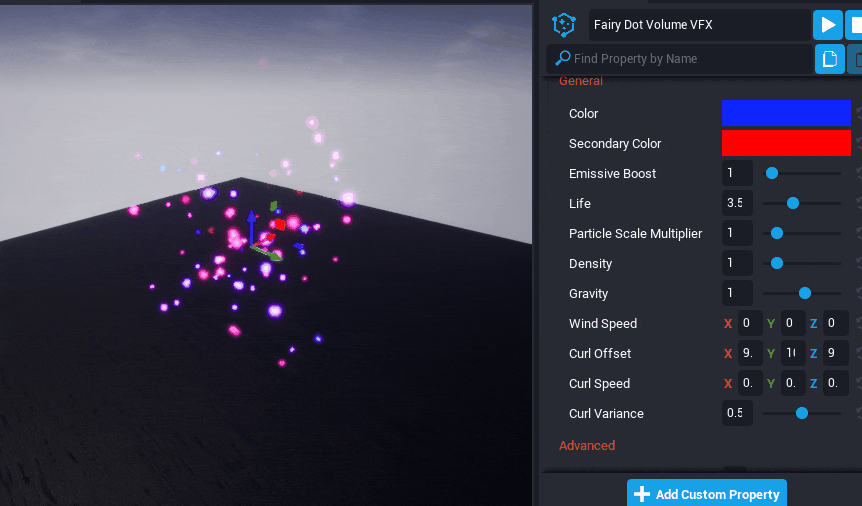 Fairy Dot Volume VFX
Find Property by Name
General
Color
Secondary Color
Emissive Boost 1
Life 3.5
Particle Scale Multiplier 1
Density 1
Gravity 1
Wind Speed X 0 Y 0 Z 0
Curl Offset X 9. Y 10 Z 9
Curl Speed X 0. Y 0. Z 0.
Curl Variance 0.5
Advanced
Add Custom Property